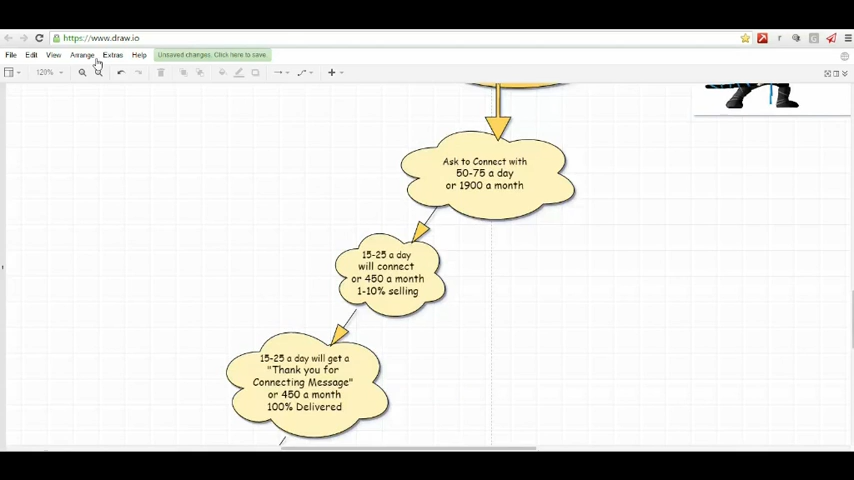 https://www.draw.io
File Edit View Arrange Extras Help Unsaved changes. Click here to save.
120%
Ask to Connect with
50-75 a day
or 1900 a month
15-25 a day
will connect
or 450 a month
1-10% selling
15-25 a day will get a
"Thank you for
Connecting Message"
or 450 a month
100% Delivered